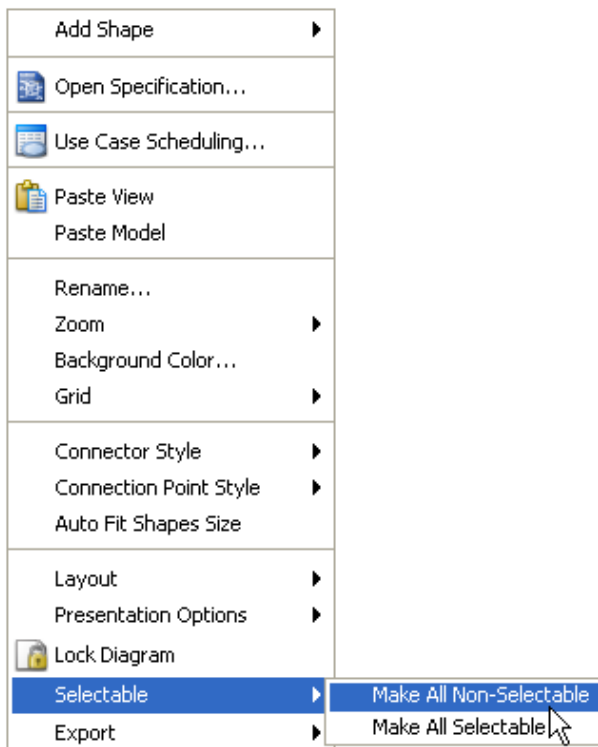 Add Shape
Open Specification...
Use Case Scheduling...
Paste View
Paste Model
Rename...
Zoom
Background Color...
Grid
Connector Style
Connection Point Style
Auto Fit Shapes Size
Layout
Presentation Options
Lock Diagram
Selectable
Make All Non-Selectable
Make All Selectable
Export